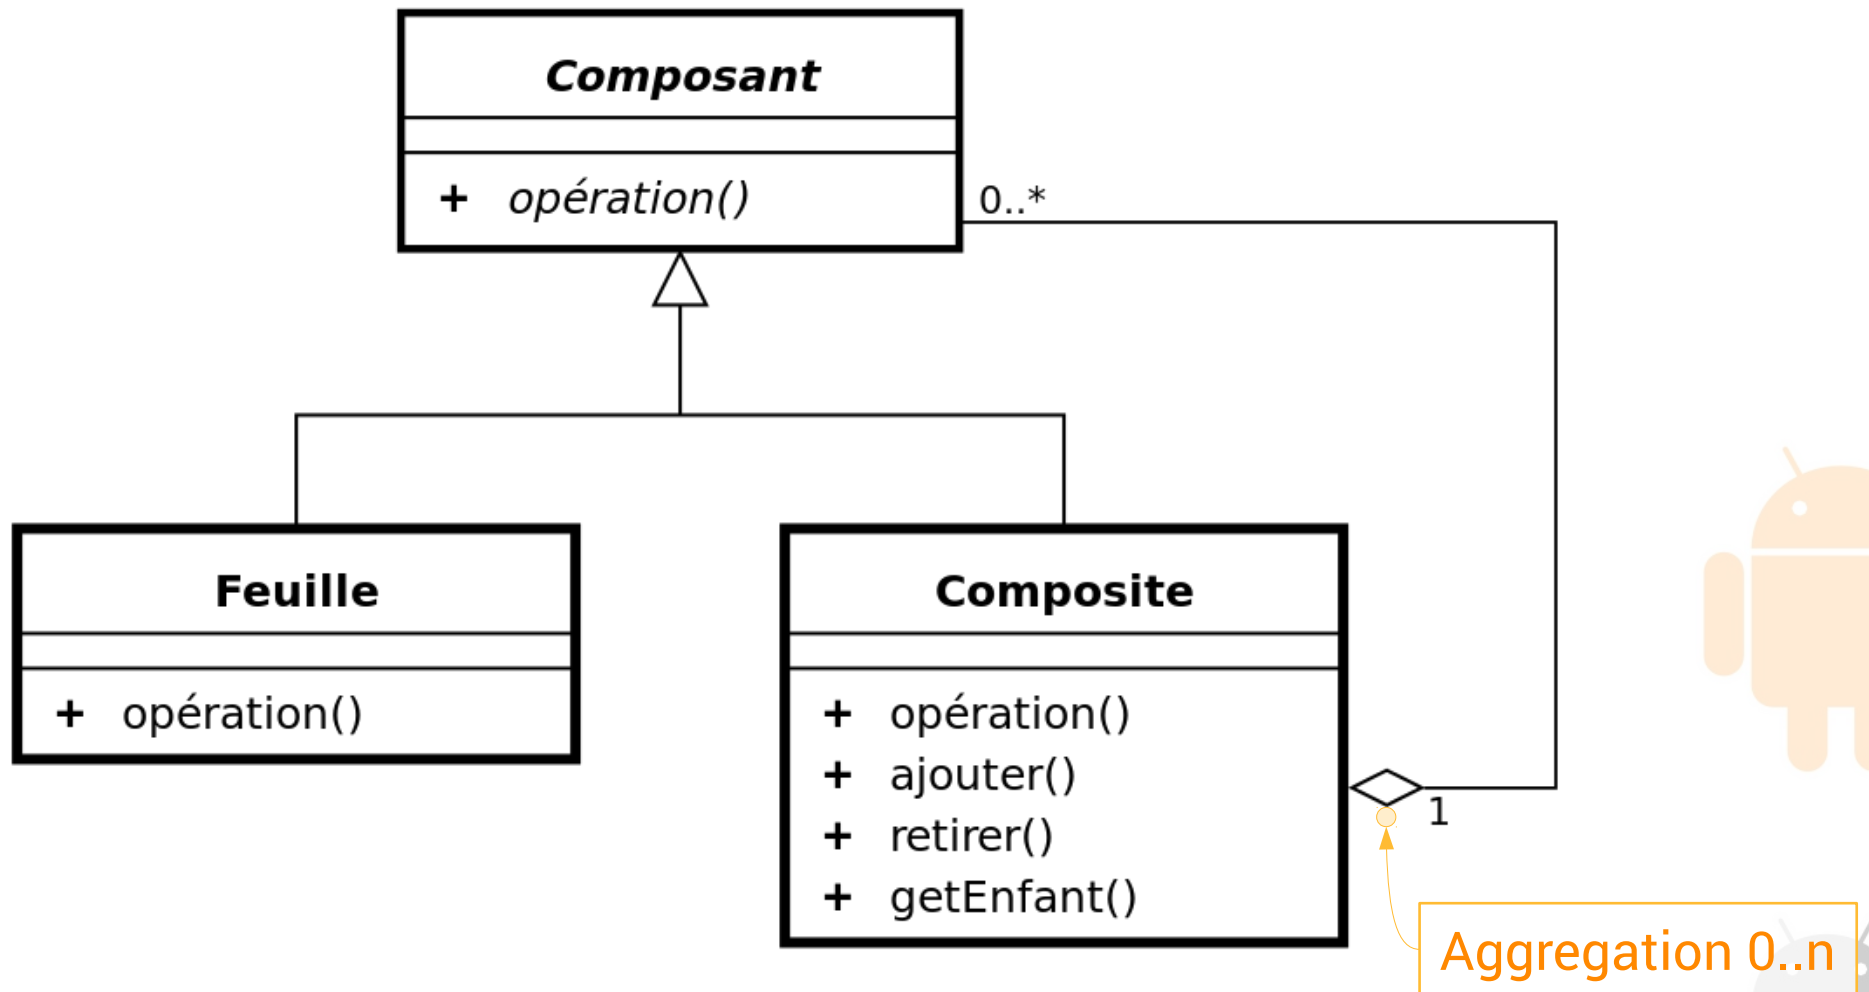 Composant
+ opération()
0..*
Feuille
+ opération()
Composite
+ opération()
+ ajouter()
+ retirer()
+ getEnfant()
1
Aggregation 0..n